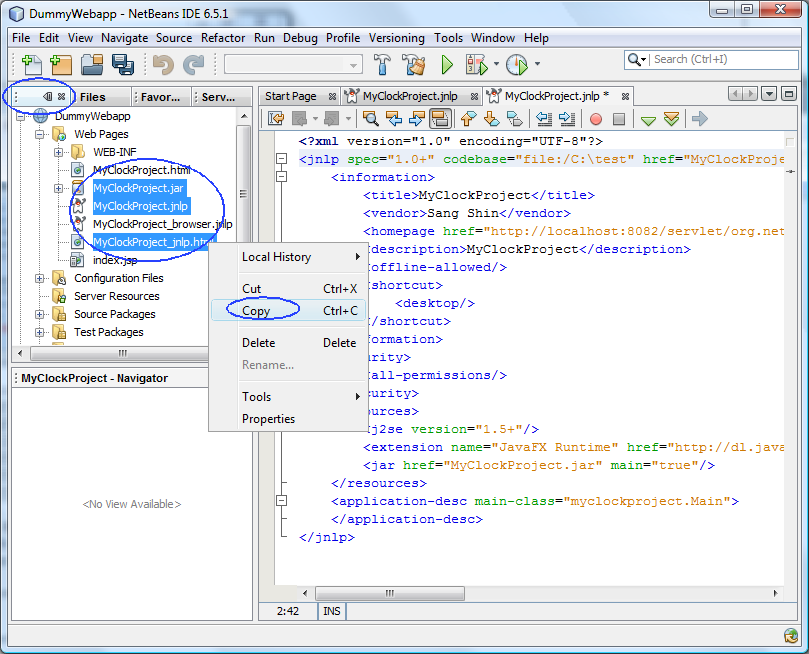 DummyWebapp - NetBeans IDE 6.5.1
File Edit View Navigate Source Refactor Run Debug Profile Versioning Tools Window Help
Search (Ctrl+I)
Files Favor... Serv...
Start Page MyClockProject.jnlp MyClockProject.jnlp *
DummyWebapp
Web Pages
WEB-INF
MyClockProject.html
MyClockProject.jar
MyClockProject.jnlp
MyClockProject_browser.jnlp
MyClockProject_jnlp.html
index.jsp
Configuration Files
Server Resources
Source Packages
Test Packages
Local History
Cut Ctrl+X
Copy Ctrl+C
Delete Delete
Rename...
Tools
Properties
MyClockProject - Navigator
<No View Available>
<?xml version="1.0" encoding="UTF-8"?>
<jnlp spec="1.0+" codebase="file:/C:\test" href="MyClockProje
<information>
<title>MyClockProject</title>
<vendor>Sang Shin</vendor>
<homepage href="http://localhost:8082/servlet/org.net
description>MyClockProject</description>
offline-allowed/>
shortcut>
<desktop/>
</shortcut>
formation>
urity>
all-permissions/>
curity>
ources>
j2se version="1.5+"/>
<extension name="JavaFX Runtime" href="http://dl.java
<jar href="MyClockProject.jar" main="true"/>
</resources>
<application-desc main-class="myclockproject.Main">
</application-desc>
</jnlp>
2:42 INS